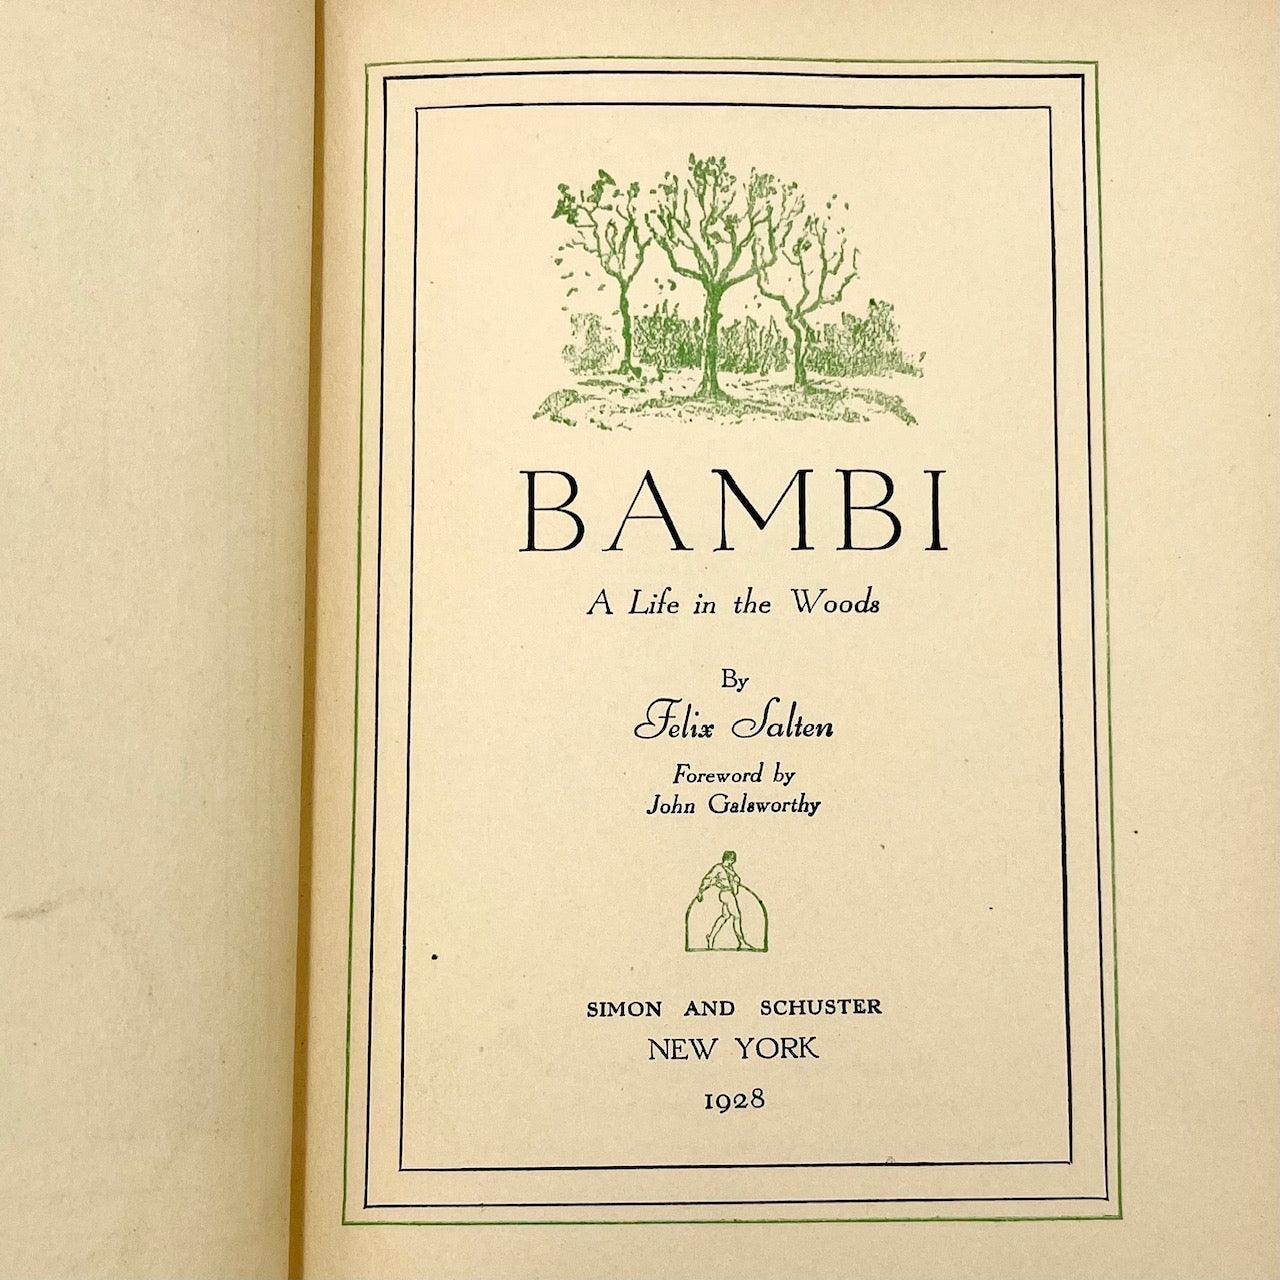 BAMBI
A Life in the Woods
By
Felix Salten
Foreword by
John Galsworthy
SIMON AND SCHUSTER
NEW YORK
1928